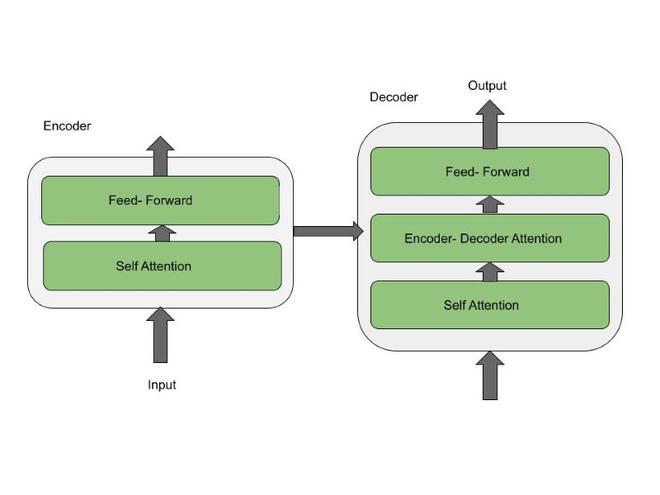 Encoder
Feed- Forward
Self Attention
Input
Decoder
Output
Feed- Forward
Encoder- Decoder Attention
Self Attention